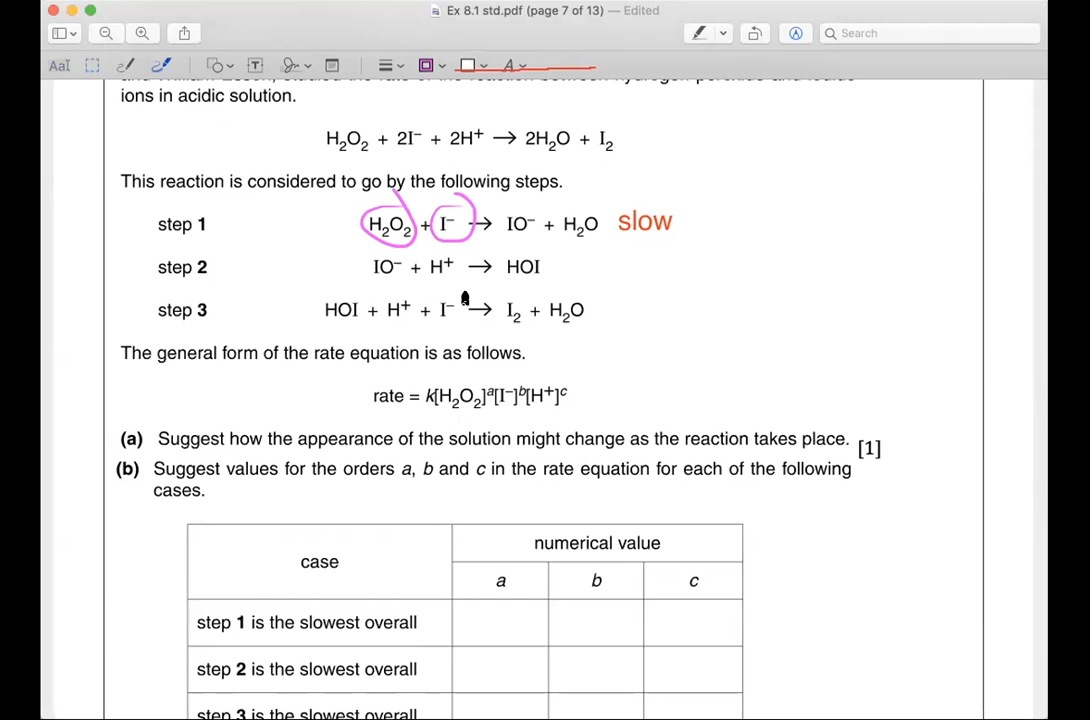 Ex 8.1 std.pdf (page 7 of 13) — Edited
Search
AaI T A
ions in acidic solution.
H₂O₂ + 2I⁻ + 2H⁺ → 2H₂O + I₂
This reaction is considered to go by the following steps.
step 1 H₂O₂ + I⁻ → IO⁻ + H₂O slow
step 2 IO⁻ + H⁺ → HOI
step 3 HOI + H⁺ + I⁻ → I₂ + H₂O
The general form of the rate equation is as follows.
rate = k[H₂O₂]ᵃ[I⁻]ᵇ[H⁺]ᶜ
(a) Suggest how the appearance of the solution might change as the reaction takes place. [1]
(b) Suggest values for the orders a, b and c in the rate equation for each of the following
cases.
case
numerical value
a b c
step 1 is the slowest overall
step 2 is the slowest overall
step 3 is the slowest overall